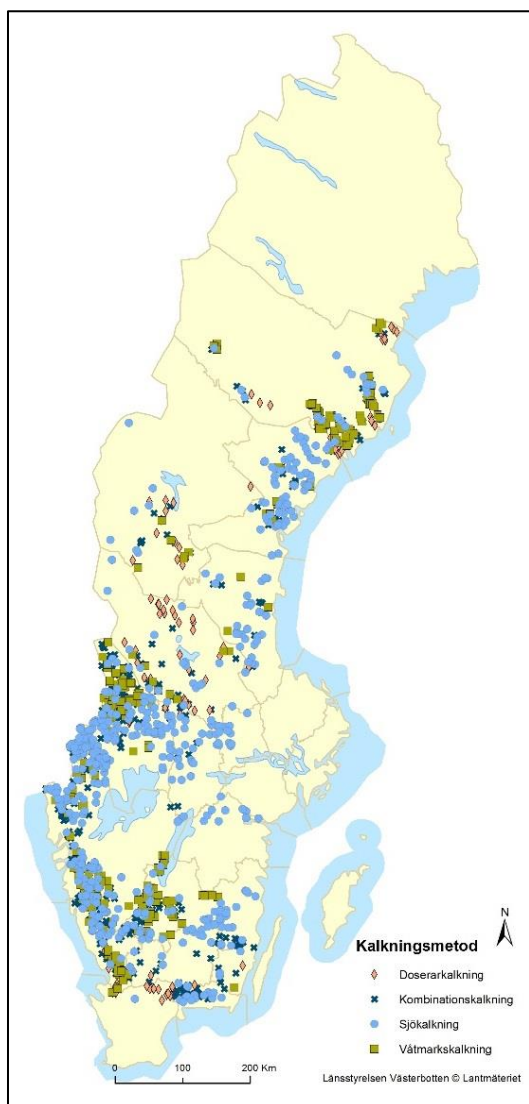 N
Kalkningsmetod
Doserarkalkning
Kombinationskalkning
Sjökalkning
Våtmarkskalkning
0 100 200 Km
Länsstyrelsen Västerbotten © Lantmäteriet